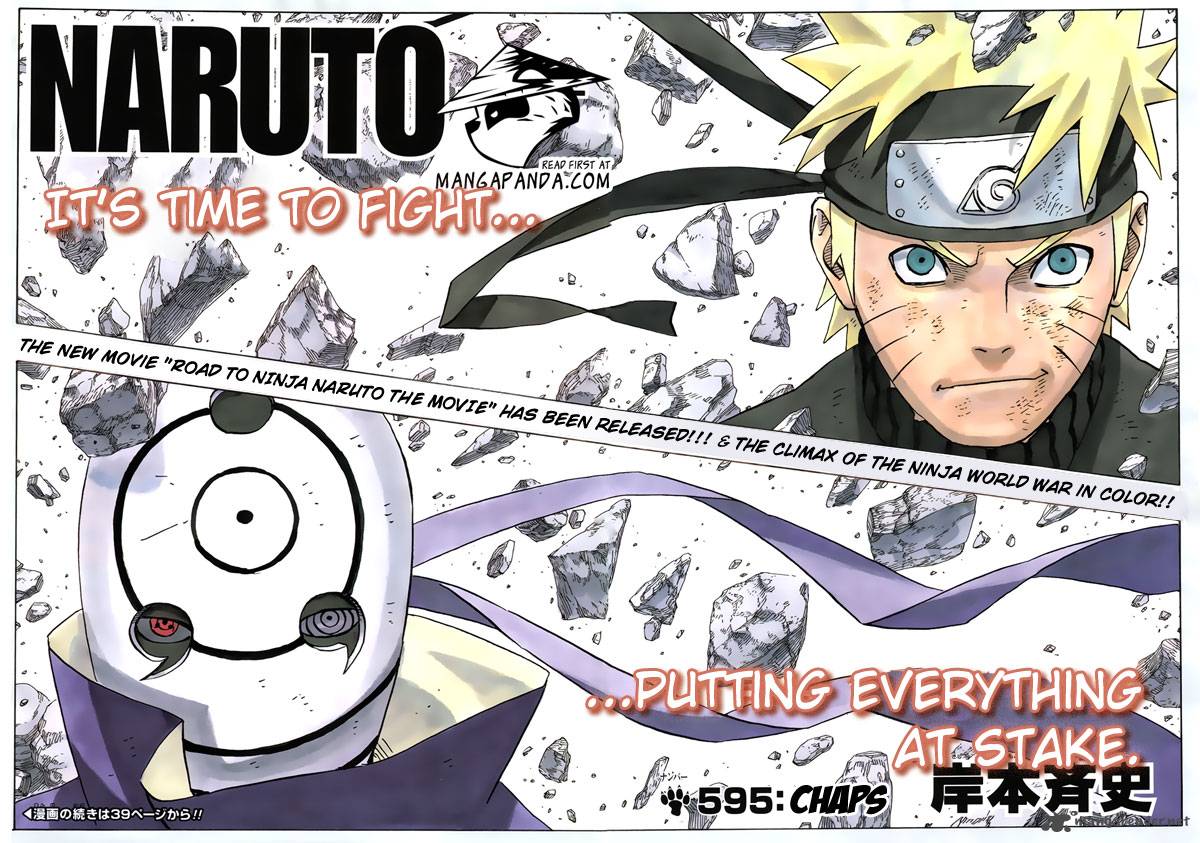 NARUTO
READ FIRST AT
MANGAPANDA.COM
IT'S TIME TO FIGHT...
THE NEW MOVIE "ROAD TO NINJA NARUTO THE MOVIE" HAS BEEN RELEASED!!! & THE CLIMAX OF THE NINJA WORLD WAR IN COLOR!!
...PUTTING EVERYTHING
AT STAKE.
ナンバー
595: CHAPS
岸本斉史
◀漫画の続きは39ページから!!